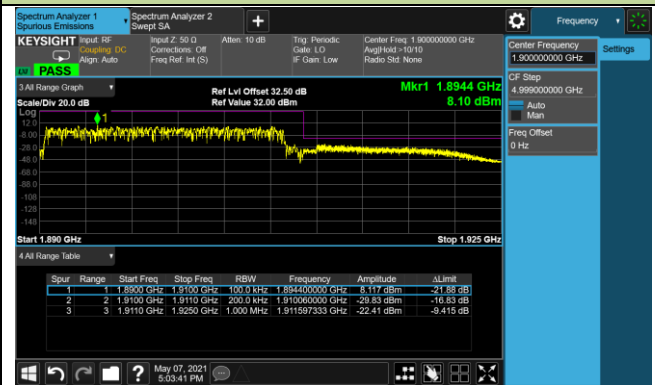 Spectrum Analyzer 1
Spurious Emissions
Spectrum Analyzer 2
Swept SA
+
Frequency
KEYSIGHT
Input: RF
Coupling: DC
Align: Auto
Input Z: 50 Ω
Corrections: Off
Freq Ref: Int (S)
Atten: 10 dB
Trig: Periodic
Gate: LO
IF Gain: Low
Center Freq: 1.900000000 GHz
Avg|Hold:>10/10
Radio Std: None
LM PASS
Center Frequency
1.900000000 GHz
Settings
CF Step
4.999000000 GHz
Auto
Man
Freq Offset
0 Hz
3 All Range Graph
Ref Lvl Offset 32.50 dB
Mkr1 1.8944 GHz
Scale/Div 20.0 dB
Ref Value 32.00 dBm
8.10 dBm
Log
1
12.0
-8.00
-28.0
-48.0
-68.0
-88.0
-108
-128
-148
Start 1.890 GHz
Stop 1.925 GHz
4 All Range Table
Spur Range Start Freq Stop Freq RBW Frequency Amplitude ΔLimit
1 1 1.8900 GHz 1.9100 GHz 100.0 kHz 1.894400000 GHz 8.117 dBm -21.88 dB
2 2 1.9100 GHz 1.9110 GHz 200.0 kHz 1.910060000 GHz -29.83 dBm -16.83 dB
3 3 1.9110 GHz 1.9250 GHz 1.000 MHz 1.911597333 GHz -22.41 dBm -9.415 dB
?
May 07, 2021
5:03:41 PM